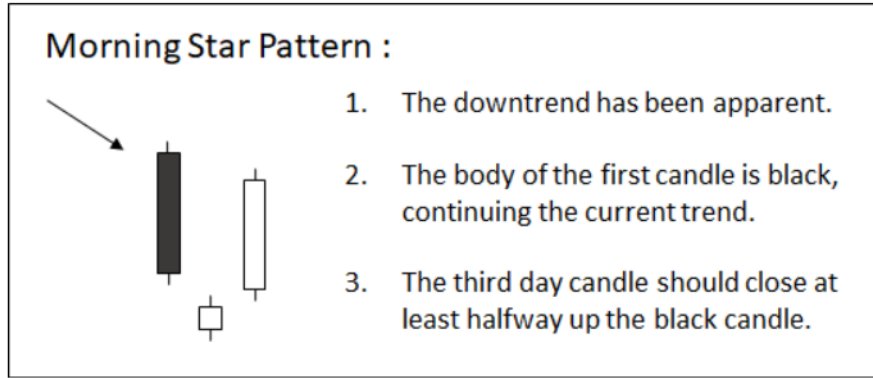 Morning Star Pattern :
1. The downtrend has been apparent.
2. The body of the first candle is black,
continuing the current trend.
3. The third day candle should close at
least halfway up the black candle.